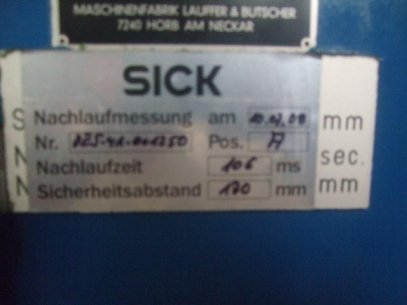 MASCHINENFABRIK LAUFFER & BUTSCHER
7240 HORB AM NECKAR
SICK
S Nachlaufmessung am mm
N Nr. Pos. A sec.
Nachlaufzeit 106 ms
N Sicherheitsabstand 170 mm mm